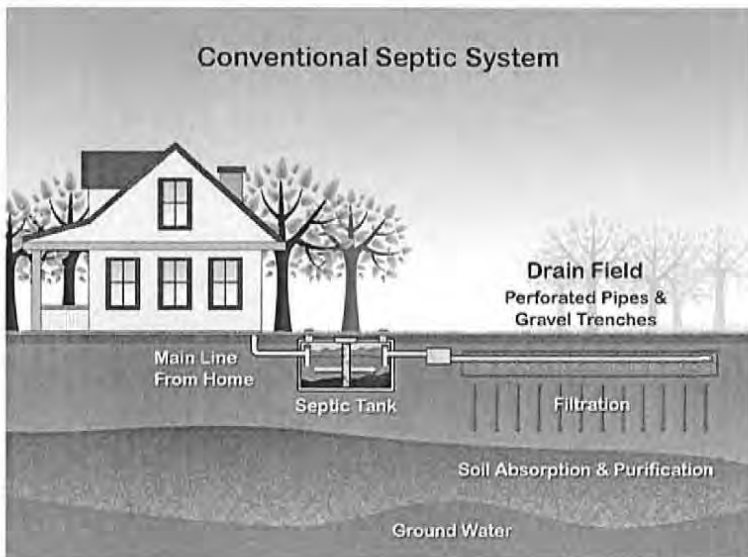 Conventional Septic System
Drain Field
Perforated Pipes &
Gravel Trenches
Main Line
From Home
Septic Tank
Filtration
Soil Absorption & Purification
Ground Water